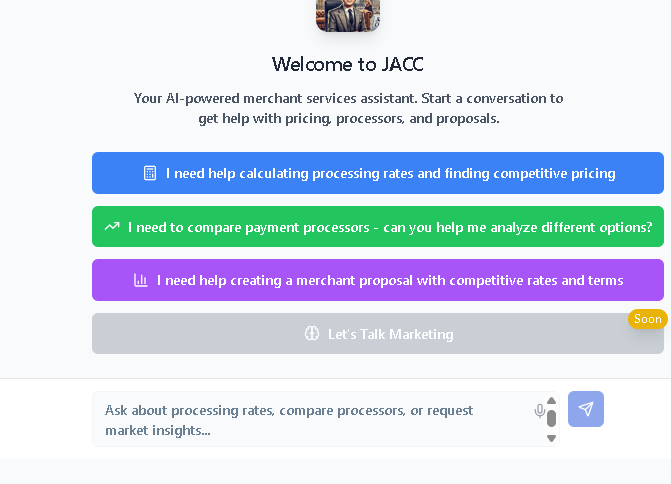 Welcome to JACC
Your AI-powered merchant services assistant. Start a conversation to
get help with pricing, processors, and proposals.
I need help calculating processing rates and finding competitive pricing
I need to compare payment processors - can you help me analyze different options?
I need help creating a merchant proposal with competitive rates and terms
Soon
Let's Talk Marketing
Ask about processing rates, compare processors, or request
market insights...